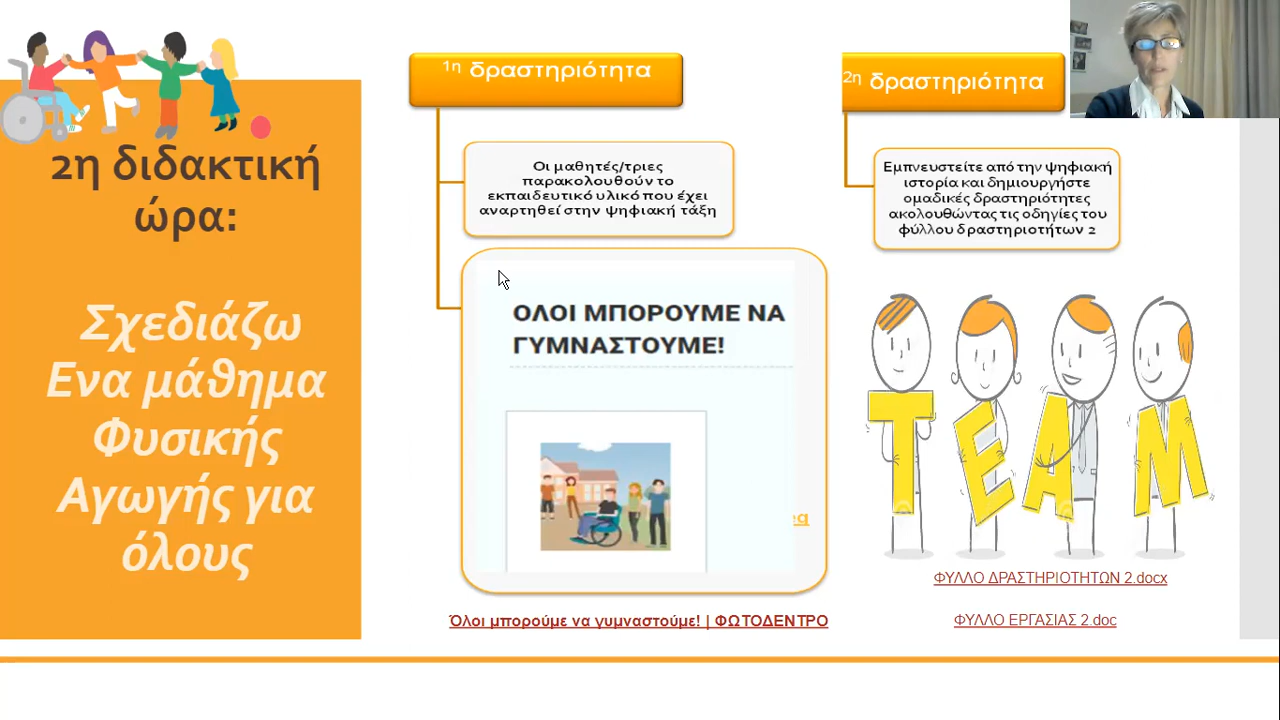 2η διδακτική
ώρα:
Σχεδιάζω
Ενα μάθημα
Φυσικής
Αγωγής για
όλους
1η δραστηριότητα
Οι μαθητές/τριες
παρακολουθούν το
εκπαιδευτικό υλικό που έχει
αναρτηθεί στην ψηφιακή τάξη
ΟΛΟΙ ΜΠΟΡΟΥΜΕ ΝΑ
ΓΥΜΝΑΣΤΟΥΜΕ!
Όλοι μπορούμε να γυμναστούμε! | ΦΩΤΟΔΕΝΤΡΟ
2η δραστηριότητα
Εμπνευστείτε από την ψηφιακή
ιστορία και δημιουργήστε
ομαδικές δραστηριότητες
ακολουθώντας τις οδηγίες του
φύλλου δραστηριοτήτων 2
TEAM
ΦΥΛΛΟ ΔΡΑΣΤΗΡΙΟΤΗΤΩΝ 2.docx
ΦΥΛΛΟ ΕΡΓΑΣΙΑΣ 2.doc